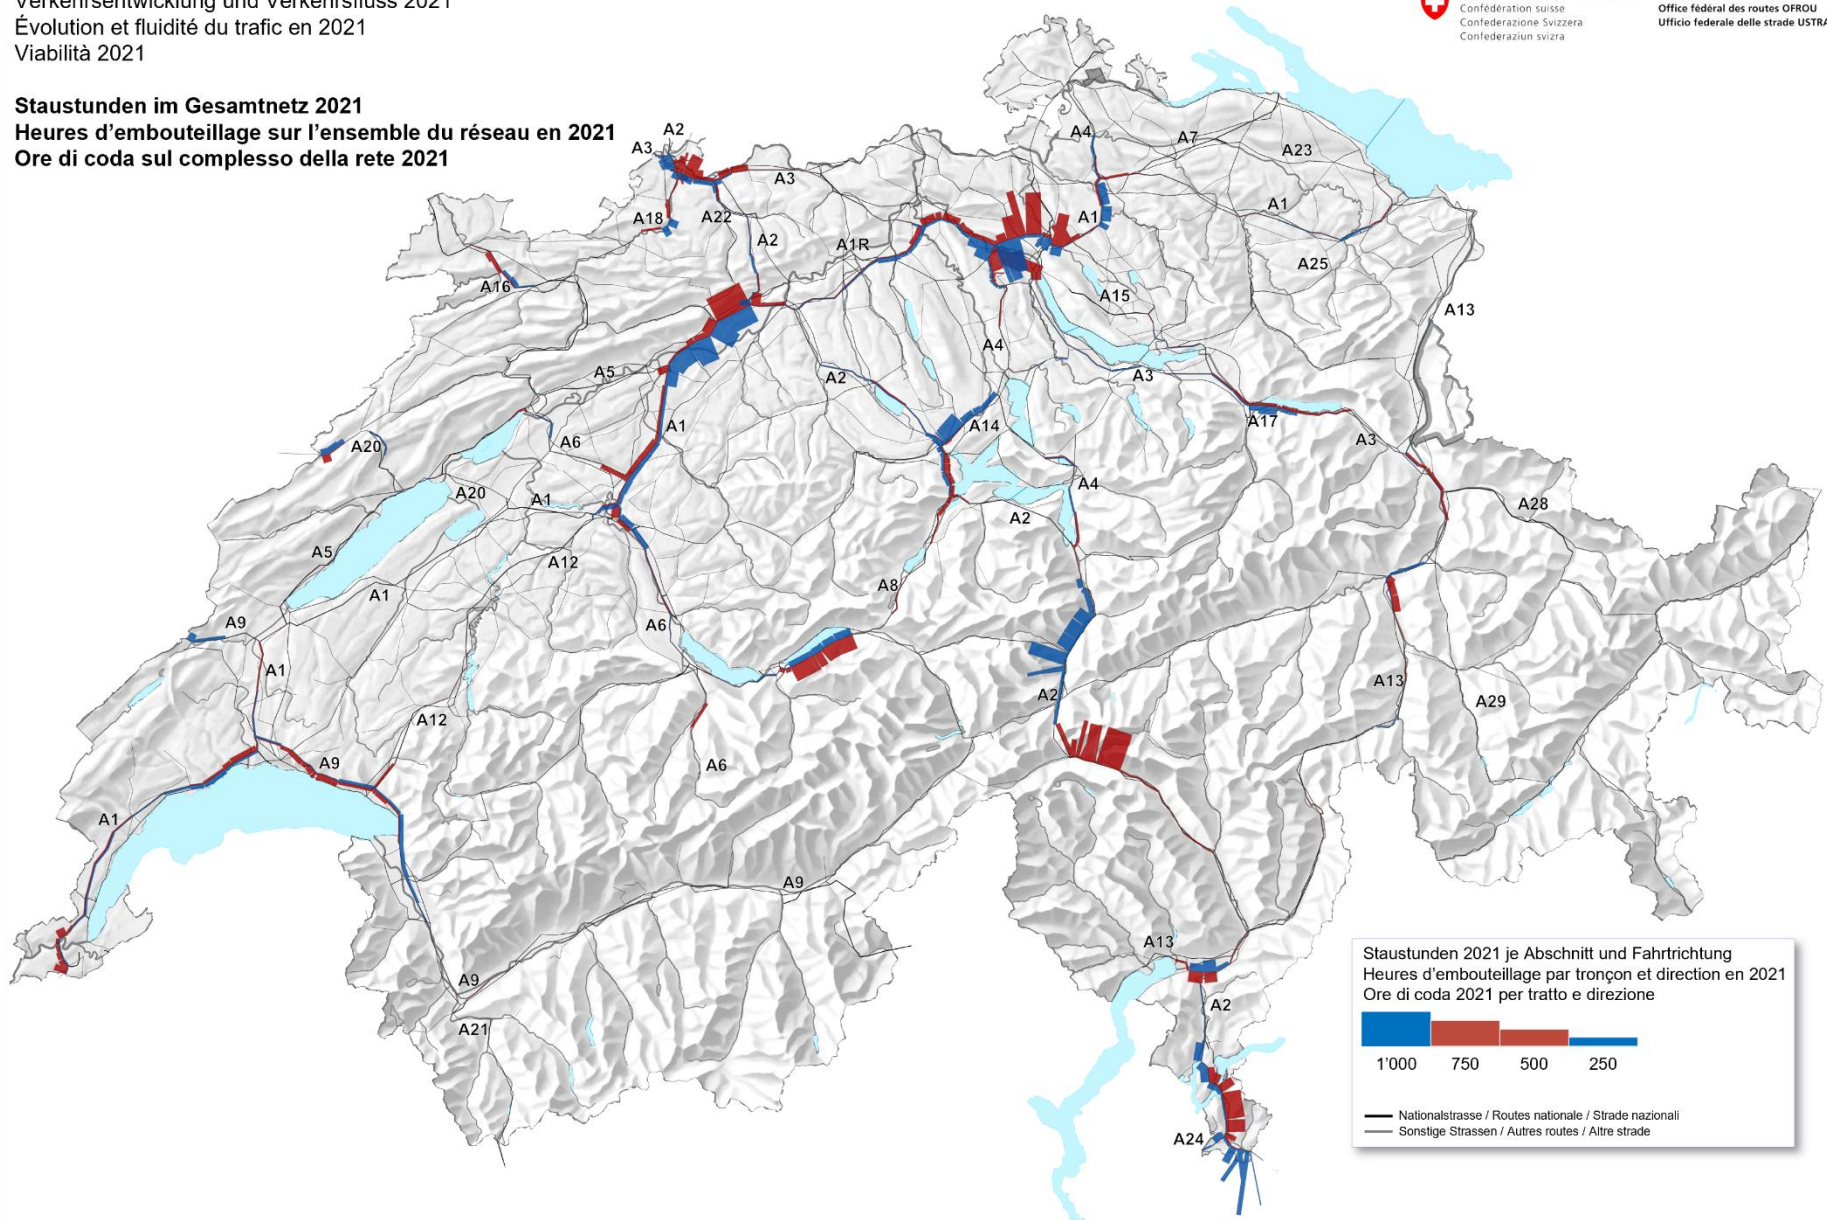 Verkehrsentwicklung und Verkehrsfluss 2021
Évolution et fluidité du trafic en 2021
Viabilità 2021
Confédération suisse
Confederazione Svizzera
Confederaziun svizra
Office fédéral des routes OFROU
Ufficio federale delle strade USTRA
Staustunden im Gesamtnetz 2021
Heures d'embouteillage sur l'ensemble du réseau en 2021
Ore di coda sul complesso della rete 2021
A2
A3
A4
A7
A23
A3
A18
A22
A1
A1
A2
A1R
A25
A16
A15
A13
A4
A5
A2
A3
A1
A14
A17
A20
A6
A3
A20
A1
A4
A28
A2
A5
A12
A8
A1
A9
A6
A1
A13
A2
A29
A12
A9
A6
A1
A9
A13
A9
A2
A21
A24
Staustunden 2021 je Abschnitt und Fahrtrichtung
Heures d'embouteillage par tronçon et direction en 2021
Ore di coda 2021 per tratto e direzione
1'000 750 500 250
Nationalstrasse / Routes nationale / Strade nazionali
Sonstige Strassen / Autres routes / Altre strade